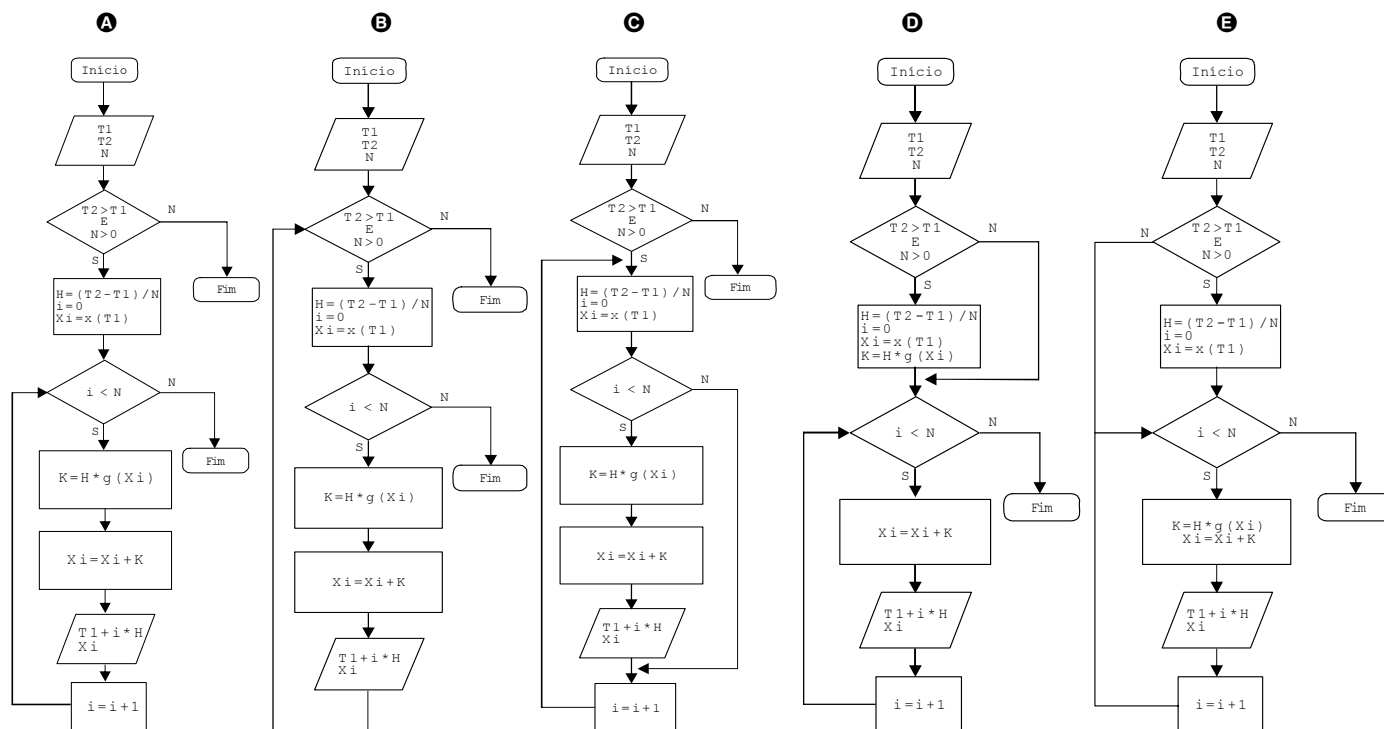 A
Início
T1
T2
N
T2>T1
E
N>0
N
S
Fim
H=(T2-T1)/N
i=0
Xi=x(T1)
i < N
N
S
Fim
K=H*g(Xi)
Xi=Xi+K
T1+i*H
Xi
i=i+1
B
Início
T1
T2
N
T2>T1
E
N>0
N
S
Fim
H=(T2-T1)/N
i=0
Xi=x(T1)
i < N
N
S
Fim
K=H*g(Xi)
Xi=Xi+K
T1+i*H
Xi
C
Início
T1
T2
N
T2>T1
E
N>0
N
S
Fim
H=(T2-T1)/N
i=0
Xi=x(T1)
i < N
N
S
K=H*g(Xi)
Xi=Xi+K
T1+i*H
Xi
i=i+1
D
Início
T1
T2
N
T2>T1
E
N>0
N
S
H=(T2-T1)/N
i=0
Xi=x(T1)
K=H*g(Xi)
i < N
N
S
Fim
Xi=Xi+K
T1+i*H
Xi
i=i+1
E
Início
T1
T2
N
N
T2>T1
E
N>0
S
H=(T2-T1)/N
i=0
Xi=x(T1)
i < N
N
S
Fim
K=H*g(Xi)
Xi=Xi+K
T1+i*H
Xi
i=i+1